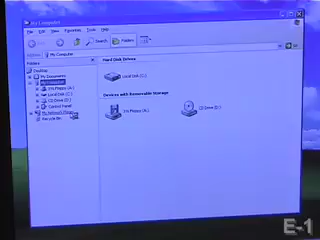 My Computer
File Edit View Favorites Tools Help
Search Folders
My Computer
Folders
Hard Disk Drives
Desktop
My Documents
My Computer
3½ Floppy (A:)
Local Disk (C:)
CD Drive (D:)
Control Panel
My Network Places
Recycle Bin
Local Disk (C:)
Devices with Removable Storage
3½ Floppy (A:)
CD Drive (D:)
E-1